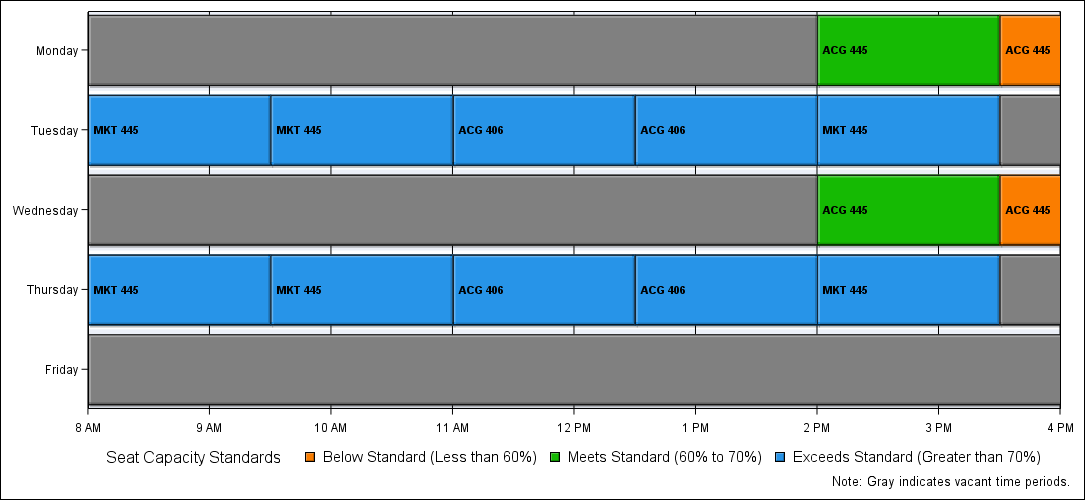 Monday ACG 445 ACG 445
Tuesday MKT 445 MKT 445 ACG 406 ACG 406 MKT 445
Wednesday ACG 445 ACG 445
Thursday MKT 445 MKT 445 ACG 406 ACG 406 MKT 445
Friday
8 AM 9 AM 10 AM 11 AM 12 PM 1 PM 2 PM 3 PM 4 PM
Seat Capacity Standards Below Standard (Less than 60%) Meets Standard (60% to 70%) Exceeds Standard (Greater than 70%)
Note: Gray indicates vacant time periods.